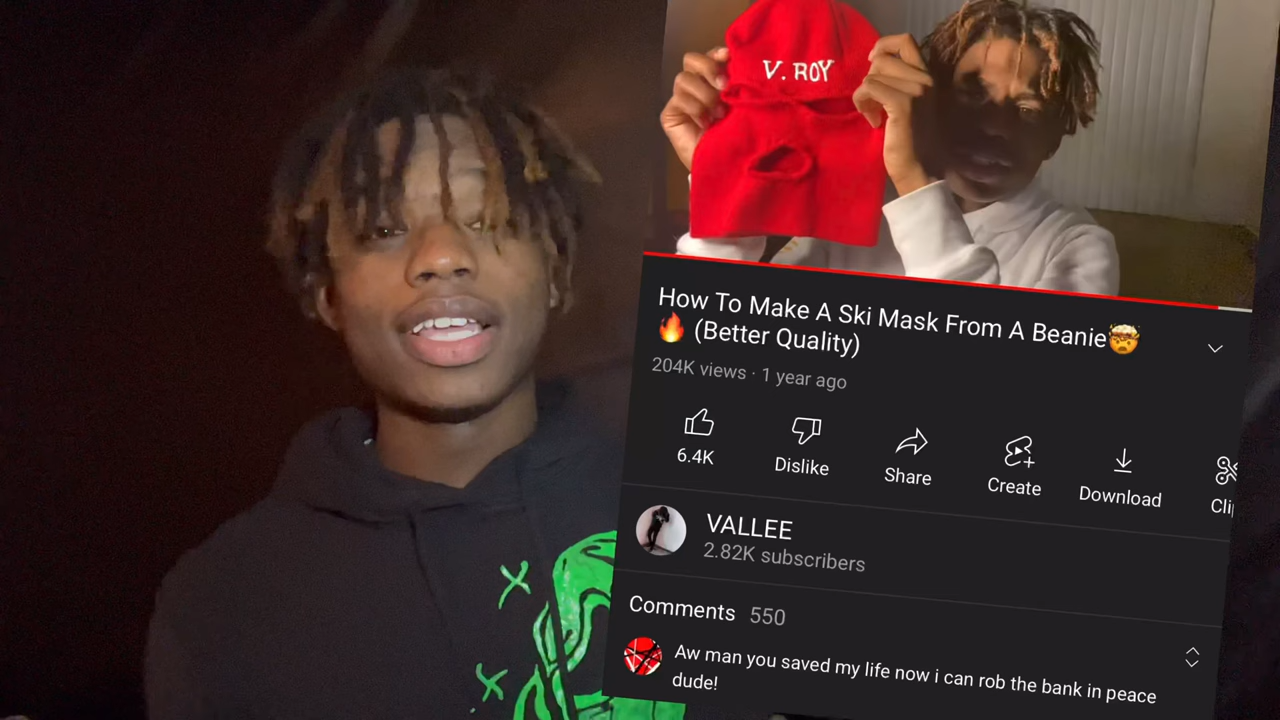 V. ROY
How To Make A Ski Mask From A Beanie🤯
🔥 (Better Quality)
204K views · 1 year ago
6.4K
Dislike
Share
Create
Download
Cli
VALLEE
2.82K subscribers
Comments 550
Aw man you saved my life now i can rob the bank in peace
dude!